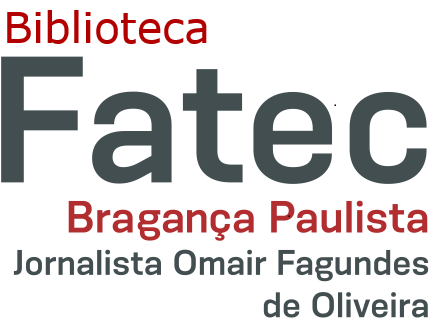 Biblioteca
Fatec
Bragança Paulista
Jornalista Omair Fagundes
de Oliveira